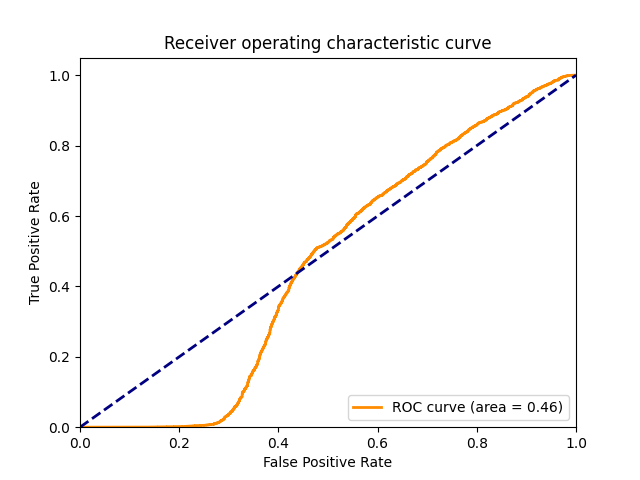 Receiver operating characteristic curve
True Positive Rate
1.0
0.8
0.6
0.4
0.2
0.0
ROC curve (area = 0.46)
0.0 0.2 0.4 0.6 0.8 1.0
False Positive Rate